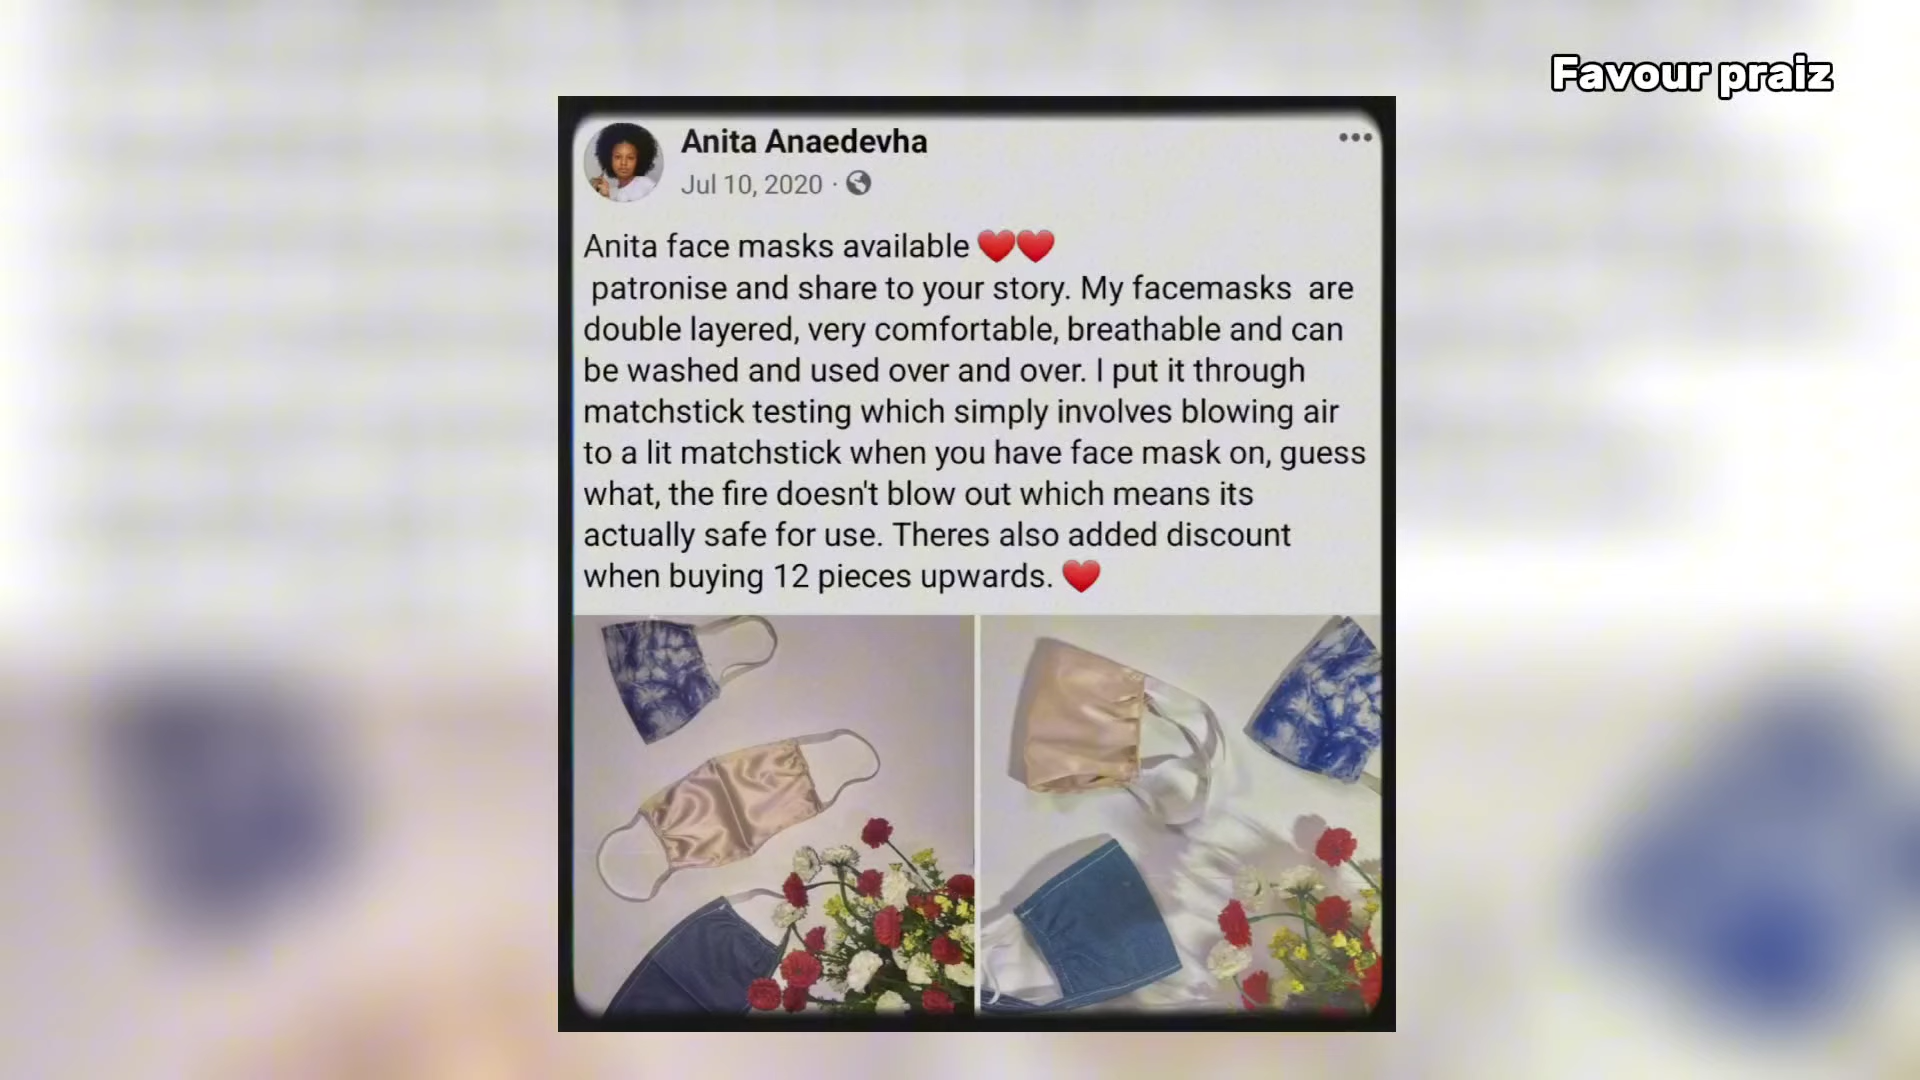 Favour praiz
Anita Anaedevha
Jul 10, 2020 ·
Anita face masks available ❤️❤️
patronise and share to your story. My facemasks are
double layered, very comfortable, breathable and can
be washed and used over and over. I put it through
matchstick testing which simply involves blowing air
to a lit matchstick when you have face mask on, guess
what, the fire doesn't blow out which means its
actually safe for use. Theres also added discount
when buying 12 pieces upwards. ❤️